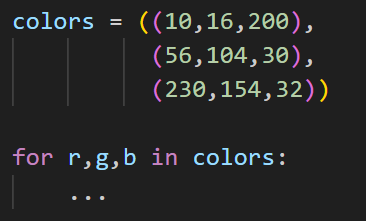 colors = ((10,16,200),
          (56,104,30),
          (230,154,32))

for r,g,b in colors:
    ...